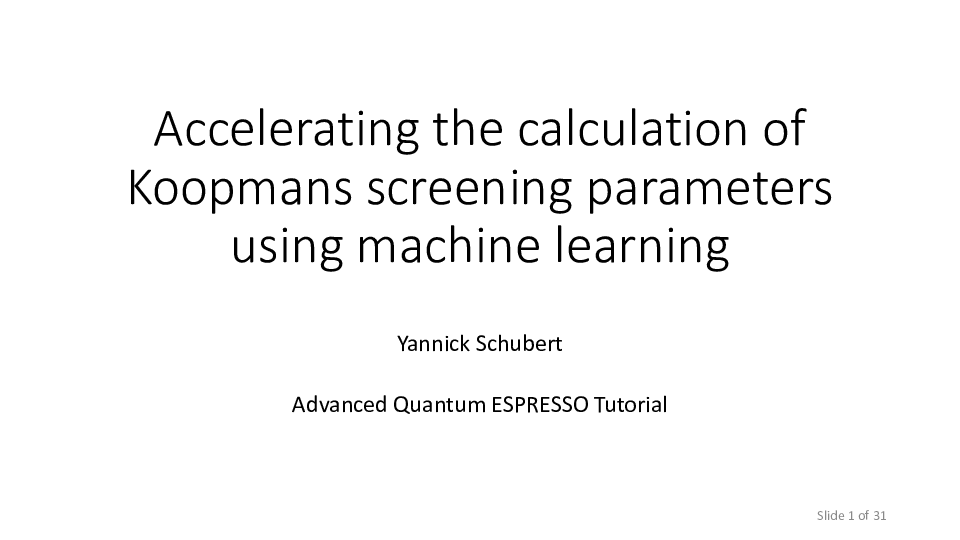 Accelerating the calculation of
Koopmans screening parameters
using machine learning
Yannick Schubert
Advanced Quantum ESPRESSO Tutorial
Slide 1 of 31